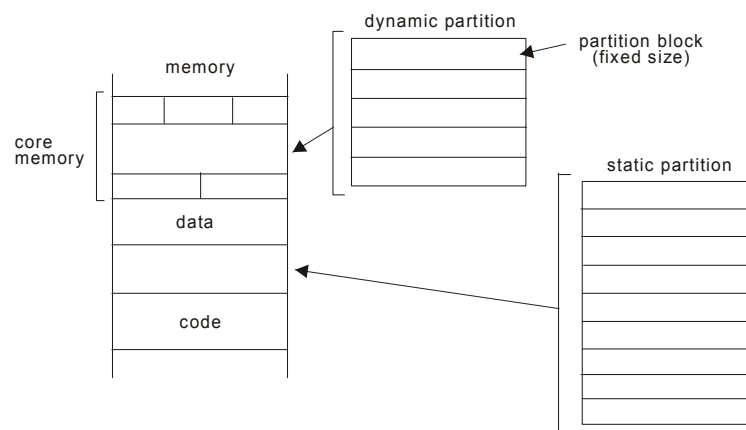 dynamic partition
partition block
(fixed size)
memory
core
memory
static partition
data
code